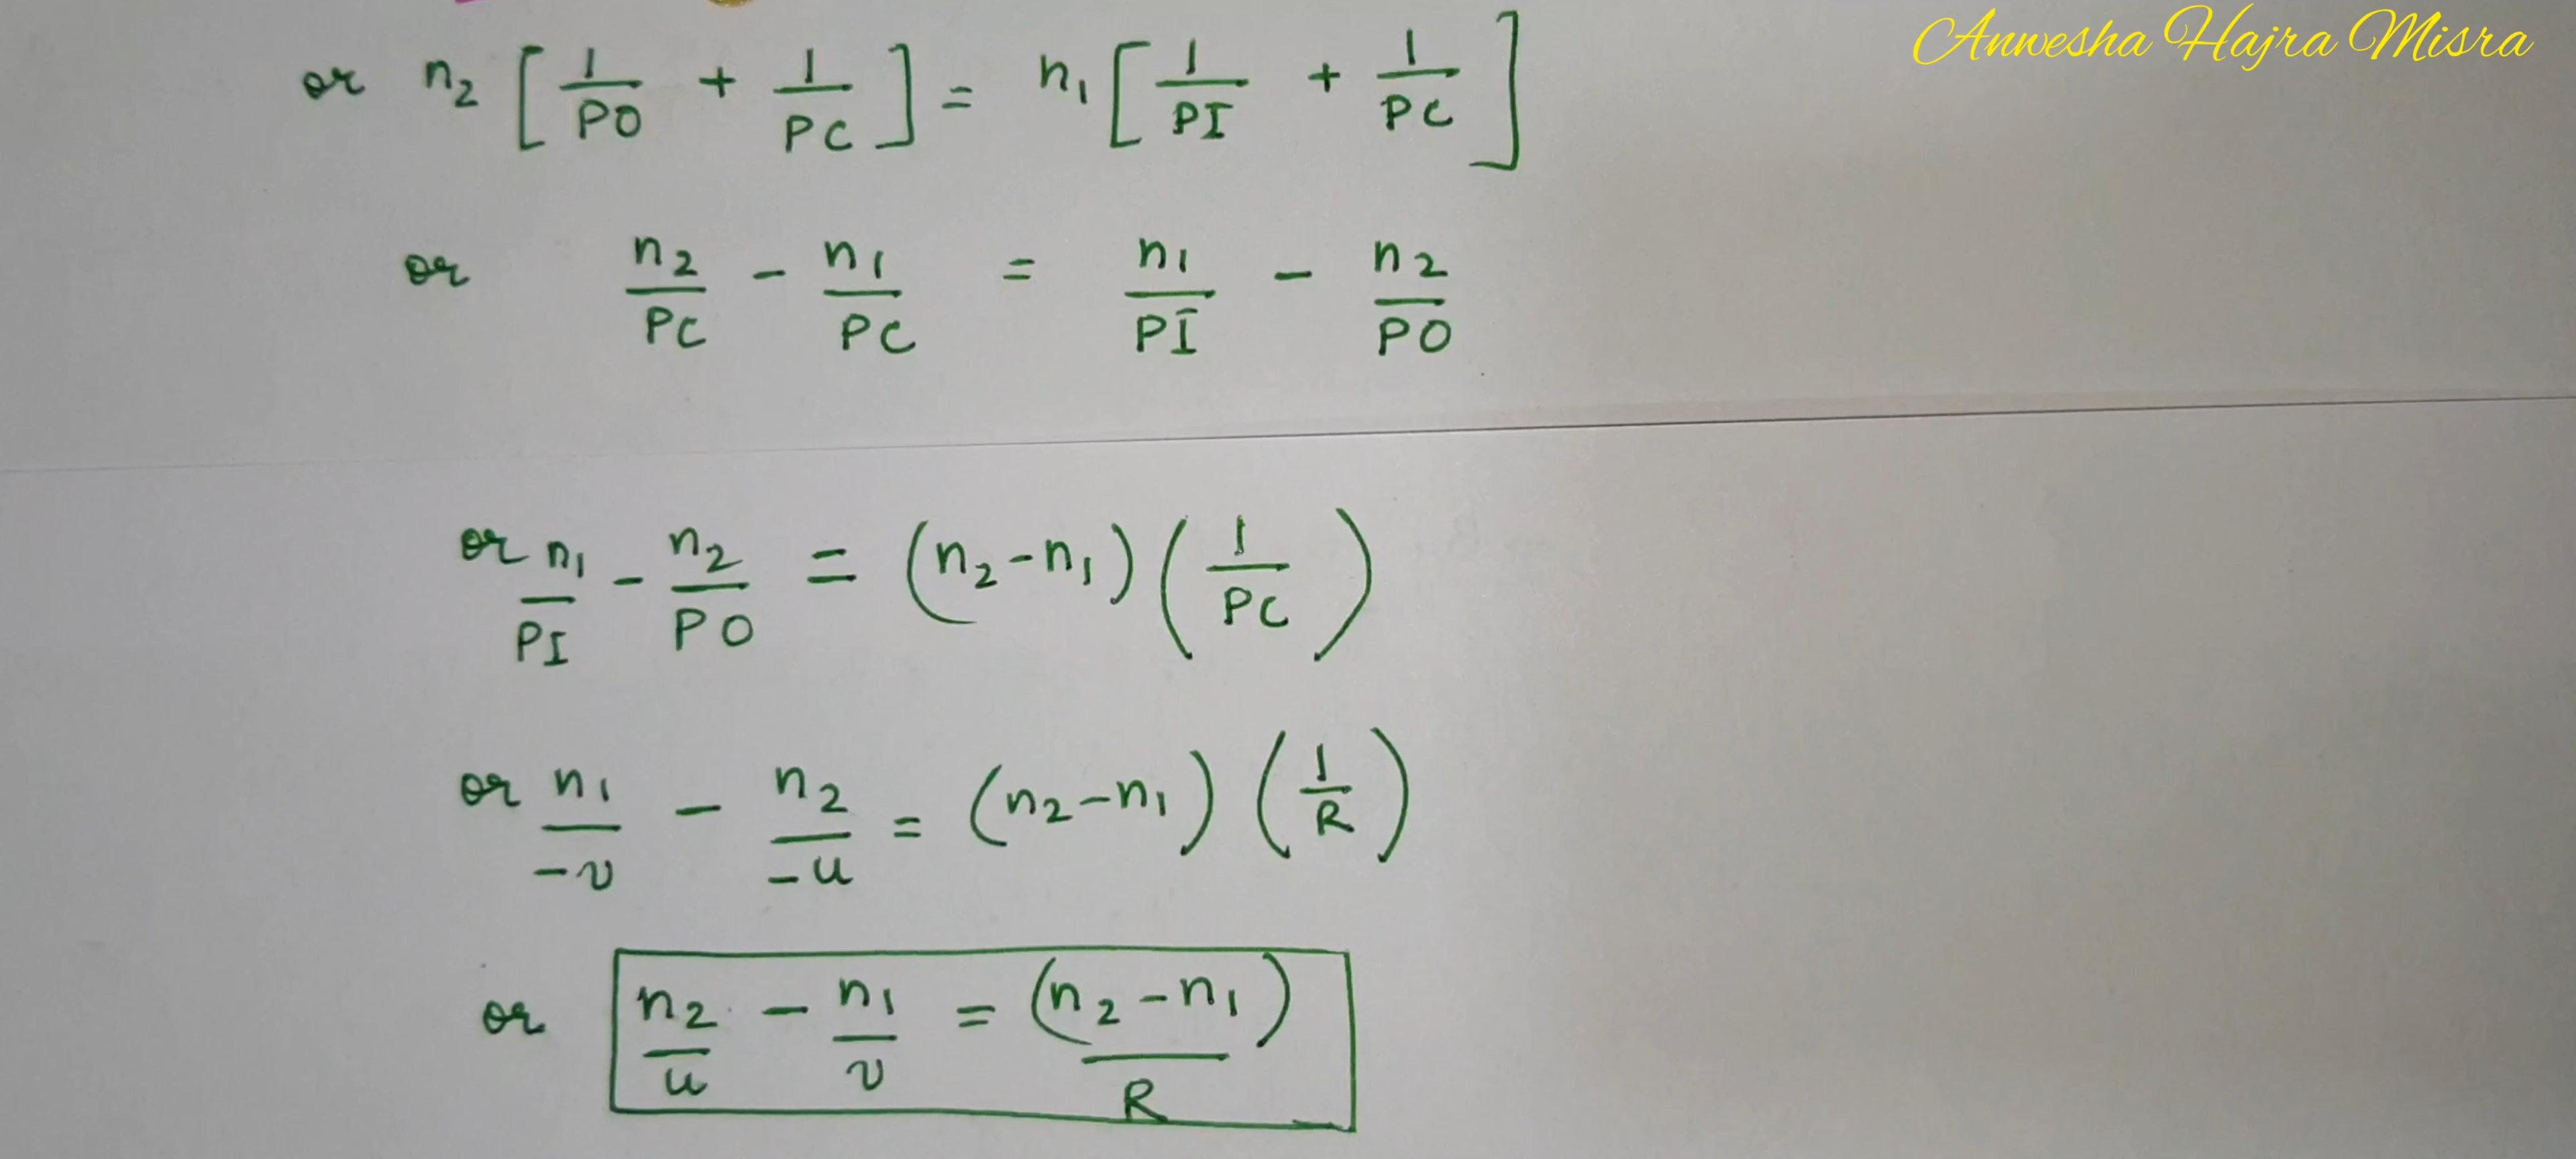 Anwesha Hajra Misra
or n₂ [ 1/PO + 1/PC ] = n₁ [ 1/PI + 1/PC ]
or n₂/PC - n₁/PC = n₁/PI - n₂/PO
or n₁/PI - n₂/PO = (n₂-n₁) (1/PC)
or n₁/-v - n₂/-u = (n₂-n₁) (1/R)
or n₂/u - n₁/v = (n₂-n₁)/R